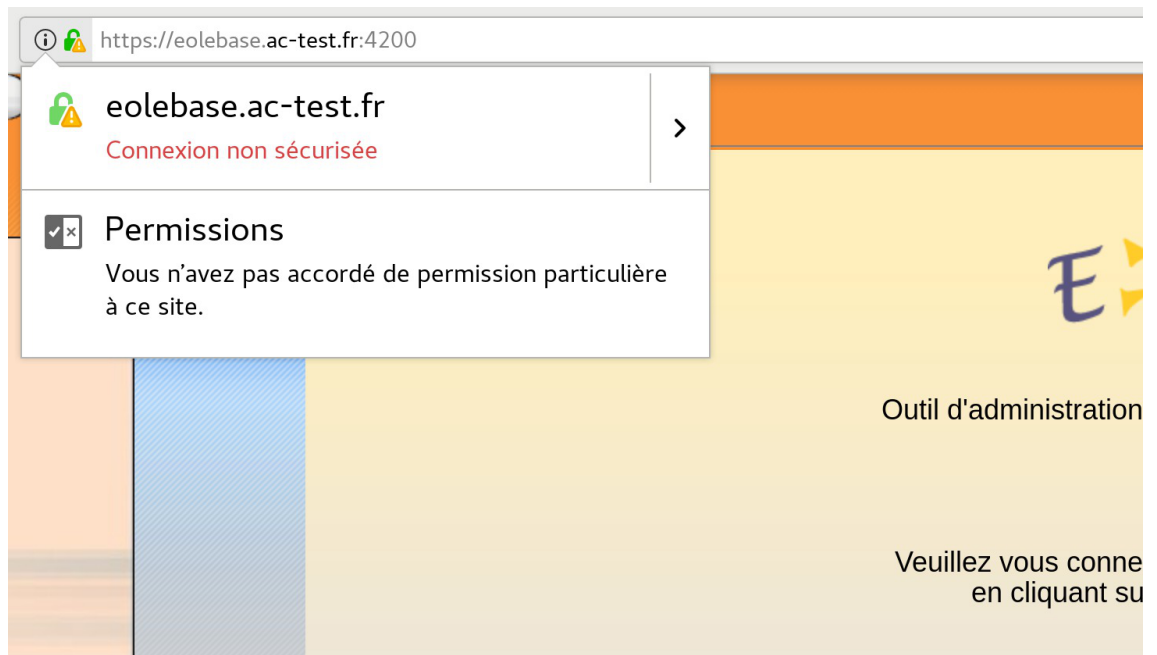 https://eolebase.ac-test.fr:4200
eolebase.ac-test.fr
Connexion non sécurisée
Permissions
Vous n’avez pas accordé de permission particulière
à ce site.
E
Outil d'administration
Veuillez vous conne
en cliquant su